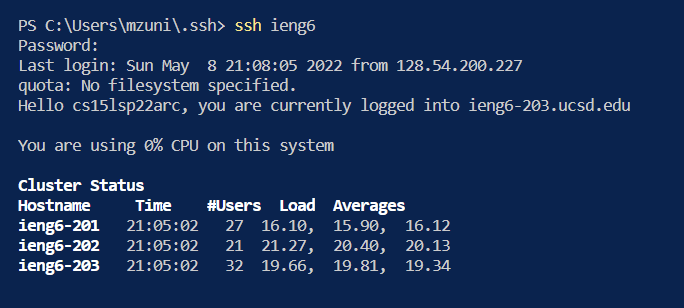 PS C:\Users\mzuni\.ssh> ssh ieng6
Password:
Last login: Sun May  8 21:08:05 2022 from 128.54.200.227
quota: No filesystem specified.
Hello cs15lsp22arc, you are currently logged into ieng6-203.ucsd.edu
You are using 0% CPU on this system
Cluster Status
Hostname     Time    #Users  Load  Averages
ieng6-201   21:05:02   27  16.10,  15.90,  16.12
ieng6-202   21:05:02   21  21.27,  20.40,  20.13
ieng6-203   21:05:02   32  19.66,  19.81,  19.34